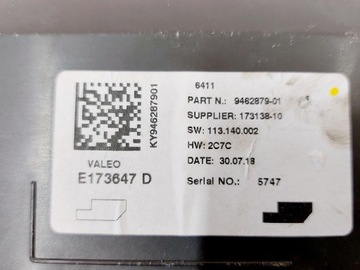 6411
PART N.: 9462879-01
SUPPLIER: 173138-10
SW: 113.140.002
HW: 2C7C
DATE: 30.07.18
Serial NO.: 5747
KY946287901
VALEO
E173647 D